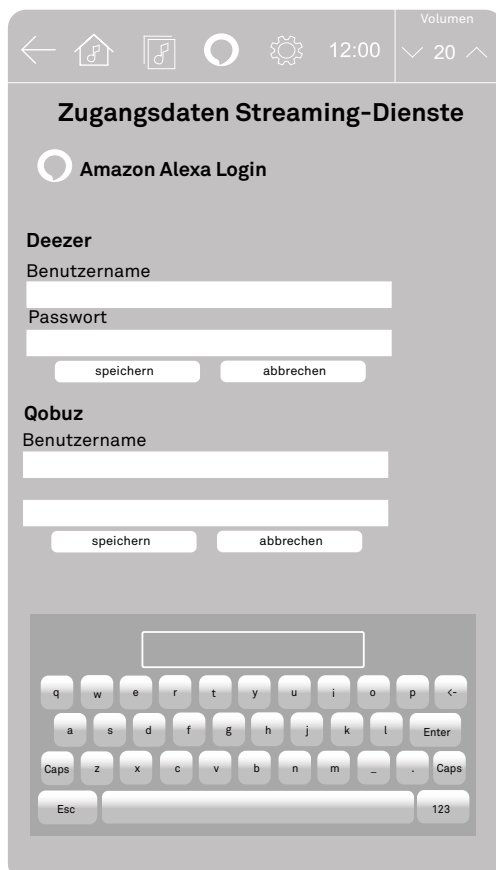 Volumen
12:00 20
Zugangsdaten Streaming-Dienste
Amazon Alexa Login
Deezer
Benutzername
Passwort
speichern abbrechen
Qobuz
Benutzername
speichern abbrechen
q w e r t y u i o p <-
a s d f g h j k l Enter
Caps z x c v b n m _ . Caps
Esc 123